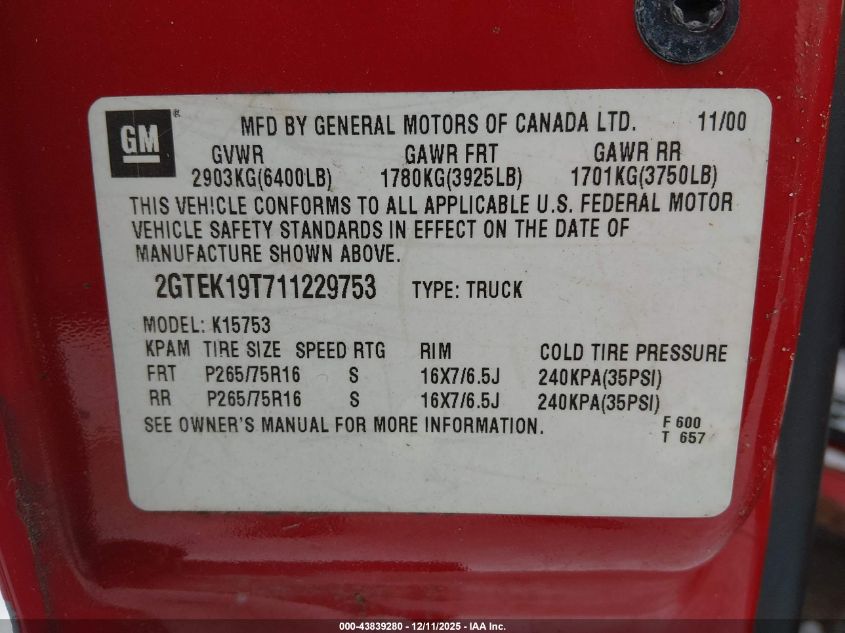 GM
MFD BY GENERAL MOTORS OF CANADA LTD. 11/00
GVWR GAWR FRT GAWR RR
2903KG(6400LB) 1780KG(3925LB) 1701KG(3750LB)
THIS VEHICLE CONFORMS TO ALL APPLICABLE U.S. FEDERAL MOTOR
VEHICLE SAFETY STANDARDS IN EFFECT ON THE DATE OF
MANUFACTURE SHOWN ABOVE.
2GTEK19T711229753 TYPE: TRUCK
MODEL: K15753
KPAM TIRE SIZE SPEED RTG RIM COLD TIRE PRESSURE
FRT P265/75R16 S 16X7/6.5J 240KPA(35PSI)
RR P265/75R16 S 16X7/6.5J 240KPA(35PSI)
SEE OWNER'S MANUAL FOR MORE INFORMATION. F 600
T 657
000-43839280 - 12/11/2025 - IAA Inc.